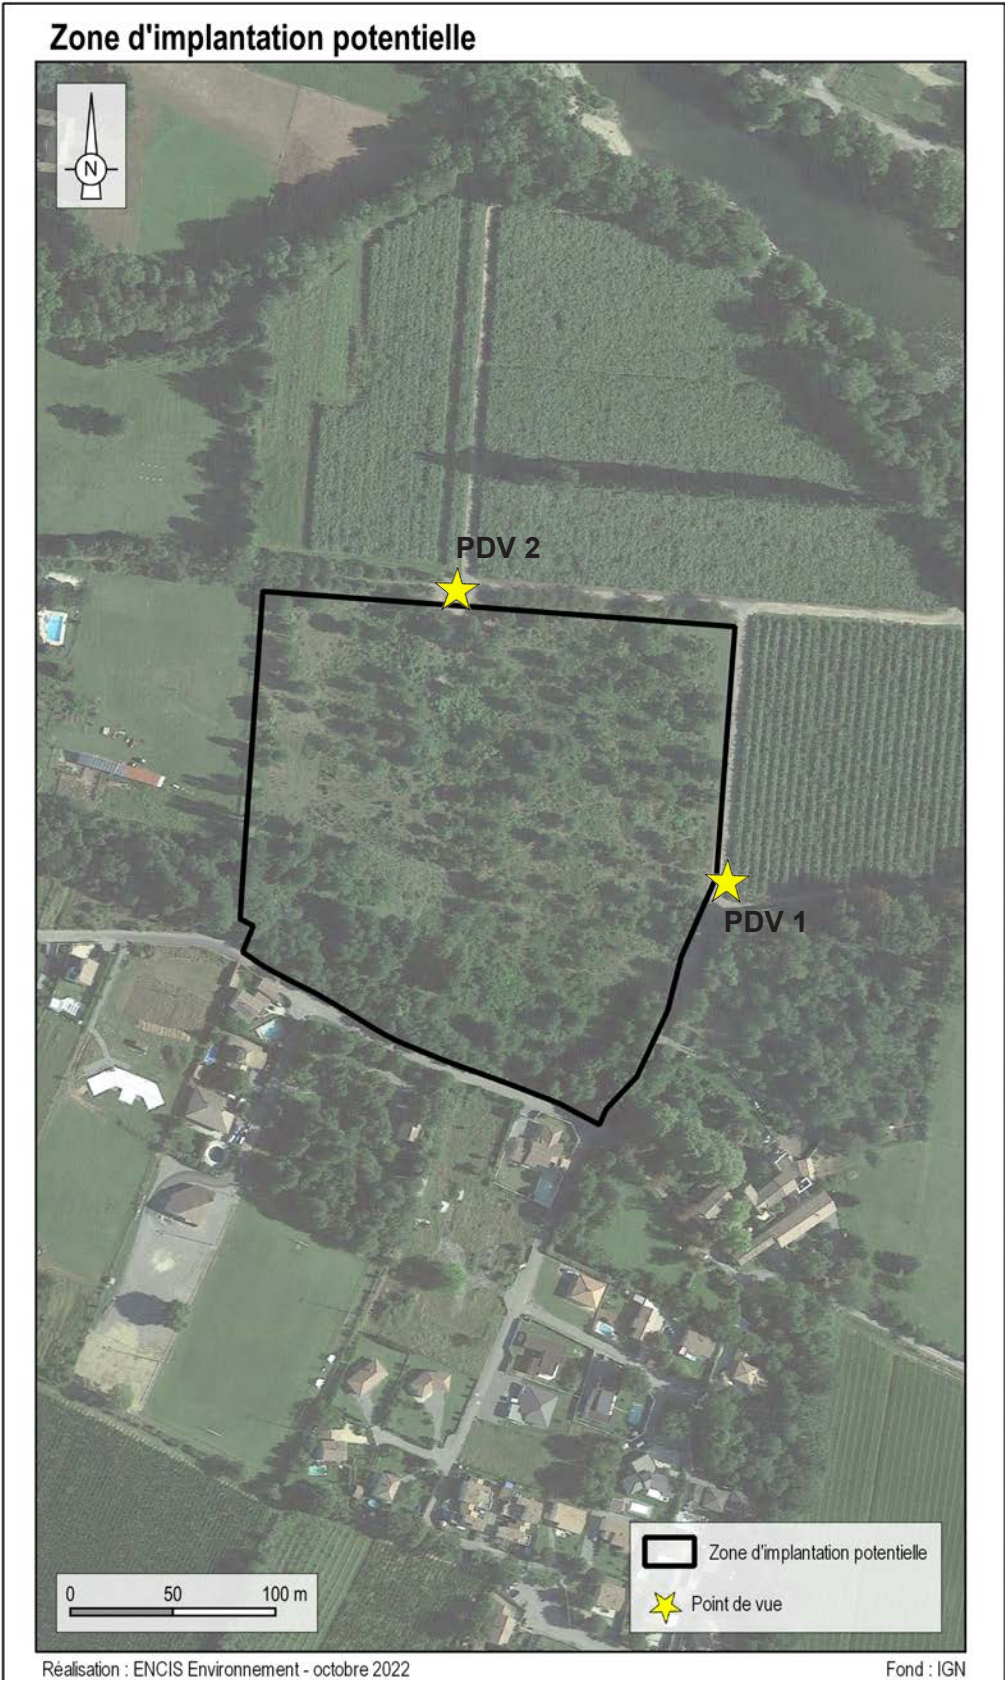 Zone d'implantation potentielle
N
PDV 2
PDV 1
Zone d'implantation potentielle
Point de vue
0 50 100 m
Réalisation : ENCIS Environnement - octobre 2022
Fond : IGN